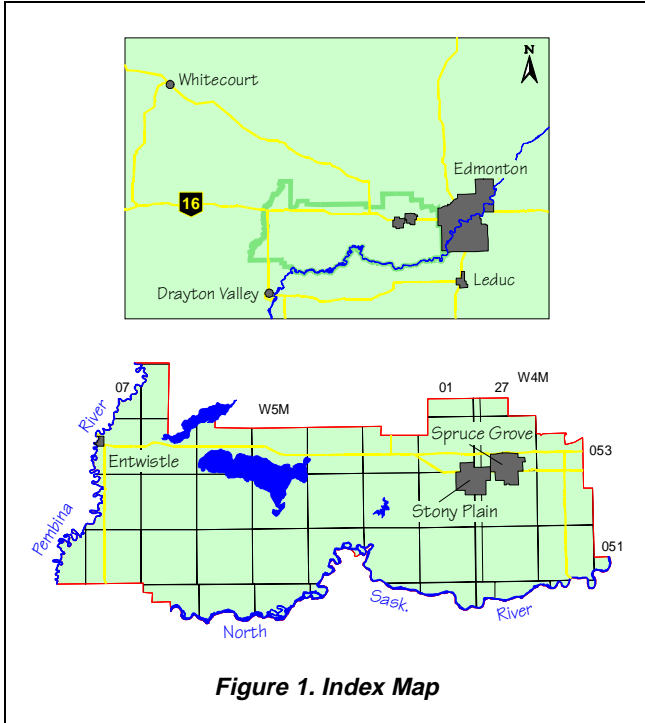 N
Whitecourt
Edmonton
16
Drayton Valley
Leduc
07
W5M
01
27
W4M
River
Spruce Grove
053
Entwistle
Stony Plain
Pembina
051
Sask.
North
River
Figure 1. Index Map